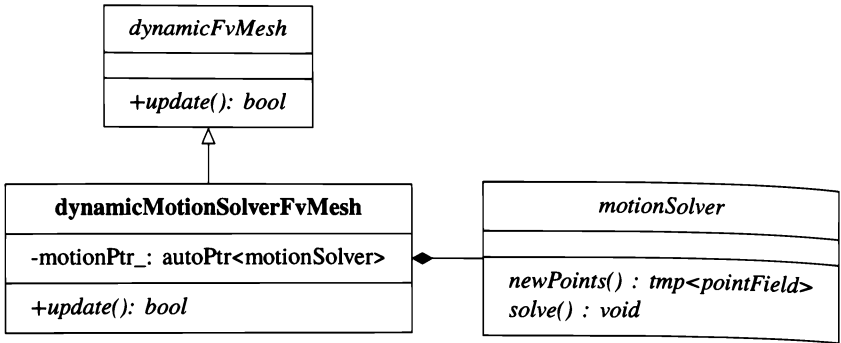 dynamicFvMesh
+update(): bool
dynamicMotionSolverFvMesh
-motionPtr_: autoPtr<motionSolver>
+update(): bool
motionSolver
newPoints() : tmp<pointField>
solve() : void